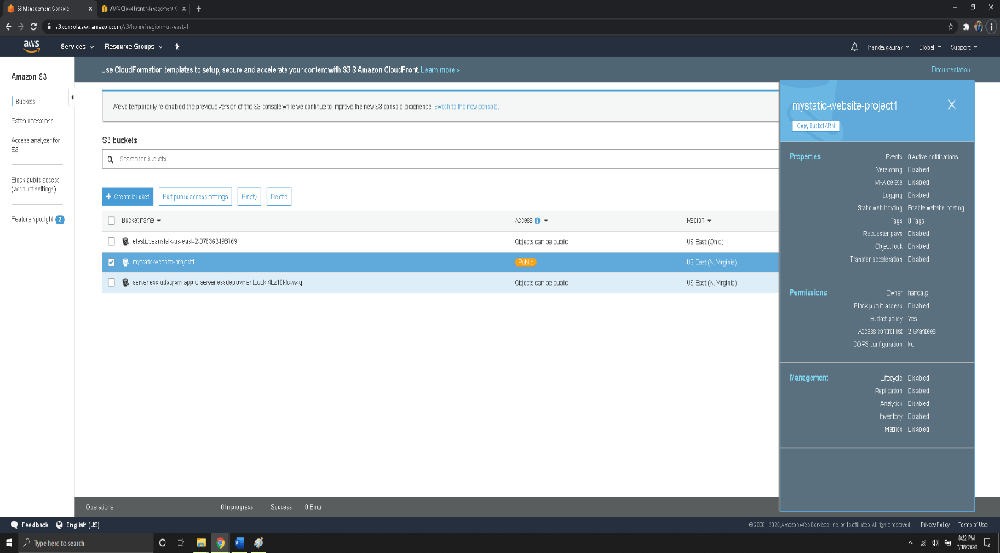 S3 Management Console
AWS CloudFront Management C
s3.console.aws.amazon.com/s3/home?region=us-east-1
aws
Services
Resource Groups
handa.gaurav
Global
Support
Amazon S3
Buckets
Batch operations
Access analyzer for
S3
Block public access
(account settings)
Feature spotlight 2
Use CloudFormation templates to setup, secure and accelerate your content with S3 & Amazon CloudFront. Learn more »
Documentation
We've temporarily re-enabled the previous version of the S3 console while we continue to improve the new S3 console experience. Switch to the new console.
S3 buckets
Search for buckets
Create bucket
Edit public access settings
Empty
Delete
Bucket name Access Region
elasticbeanstalk-us-east-2-078362498769 Objects can be public US East (Ohio)
mystatic-website-project1 Public US East (N. Virginia)
Objects can be public US East (N. Virginia)
mystatic-website-project1
Copy Bucket ARN
Properties
Events 0 Active notifications
Versioning Disabled
MFA delete Disabled
Logging Disabled
Static web hosting Enable website hosting
Tags 0 Tags
Requester pays Disabled
Object lock Disabled
Transfer acceleration Disabled
Permissions
Owner handa.g
Block public access Disabled
Bucket policy Yes
Access control list 2 Grantees
CORS configuration No
Management
Lifecycle Disabled
Replication Disabled
Analytics Disabled
Inventory Disabled
Metrics Disabled
Operations 0 In progress 1 Success 0 Error
Feedback English (US)
© 2008 - 2020, Amazon Web Services, Inc. or its affiliates. All rights reserved. Privacy Policy Terms of Use
Type here to search
8:22 PM
7/18/2020